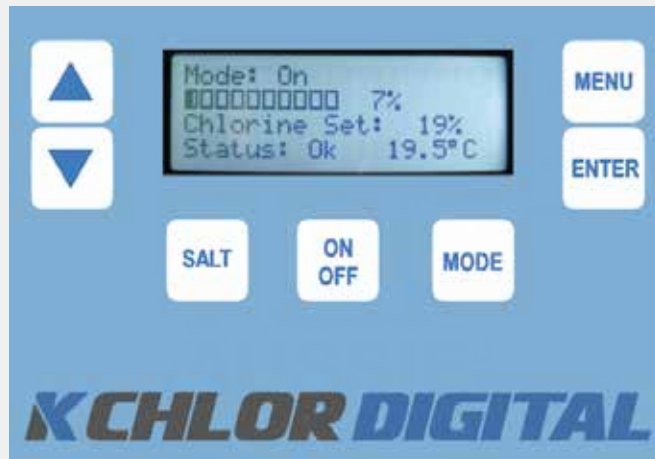 Mode: On
7%
Chlorine Set: 19%
Status: Ok 19.5°C
MENU
ENTER
SALT
ON
OFF
MODE
KCHLOR DIGITAL